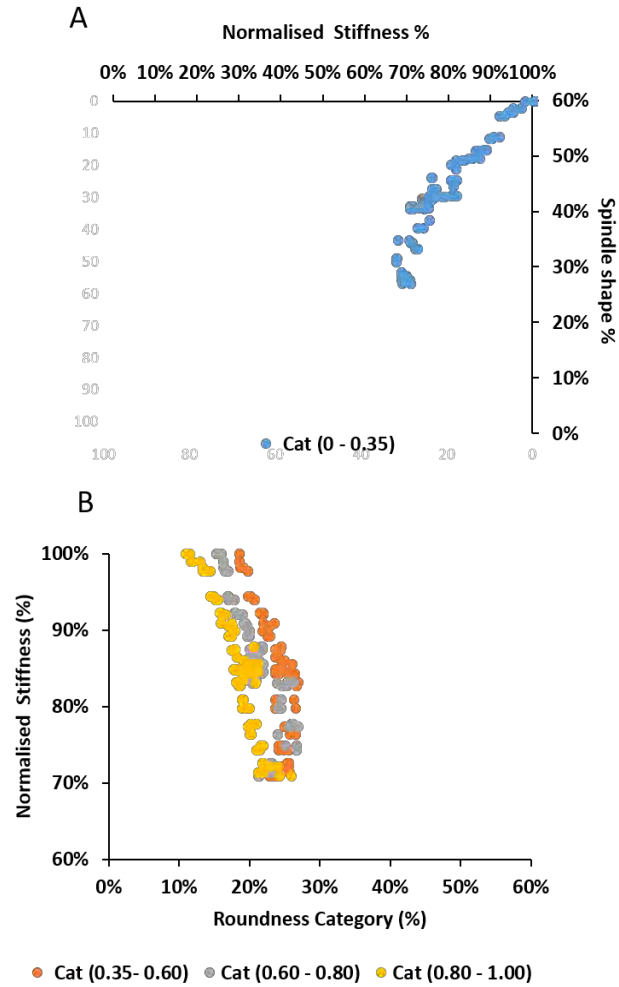 A
Normalised Stiffness %
0% 10% 20% 30% 40% 50% 60% 70% 80% 90% 100%
0
10
20
30
40
50
60
70
80
90
100
60%
50%
40%
30%
20%
10%
0%
Spindle shape %
Cat (0 - 0.35)
100 80 60 40 20 0
B
Normalised Stiffness (%)
100%
90%
80%
70%
60%
0% 10% 20% 30% 40% 50% 60%
Roundness Category (%)
Cat (0.35- 0.60) Cat (0.60 - 0.80) Cat (0.80 - 1.00)